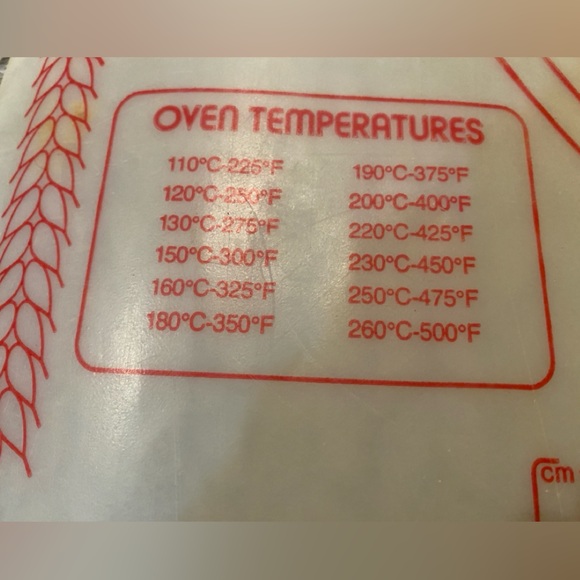 OVEN TEMPERATURES
110°C-225°F
120°C-250°F
130°C-275°F
150°C-300°F
160°C-325°F
180°C-350°F
190°C-375°F
200°C-400°F
220°C-425°F
230°C-450°F
250°C-475°F
260°C-500°F
cm